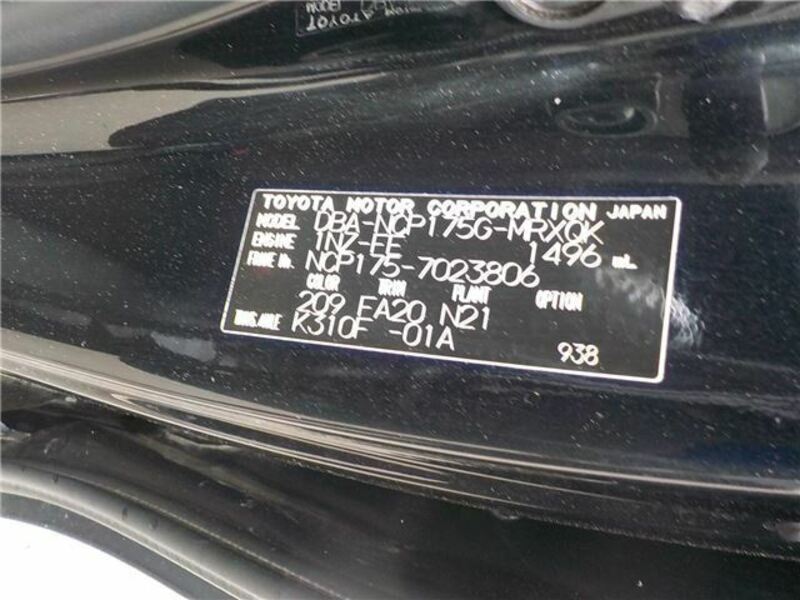 TOYOTA MOTOR CORPORATION JAPAN
MODEL DBA-NCP175G-MRXQK
ENGINE 1NZ-FE 1496 mL
FRAME No. NCP175-7023806
COLOR TRIM PLANT OPTION
209 EA20 N21
TRANS.AXLE K310F -01A
938